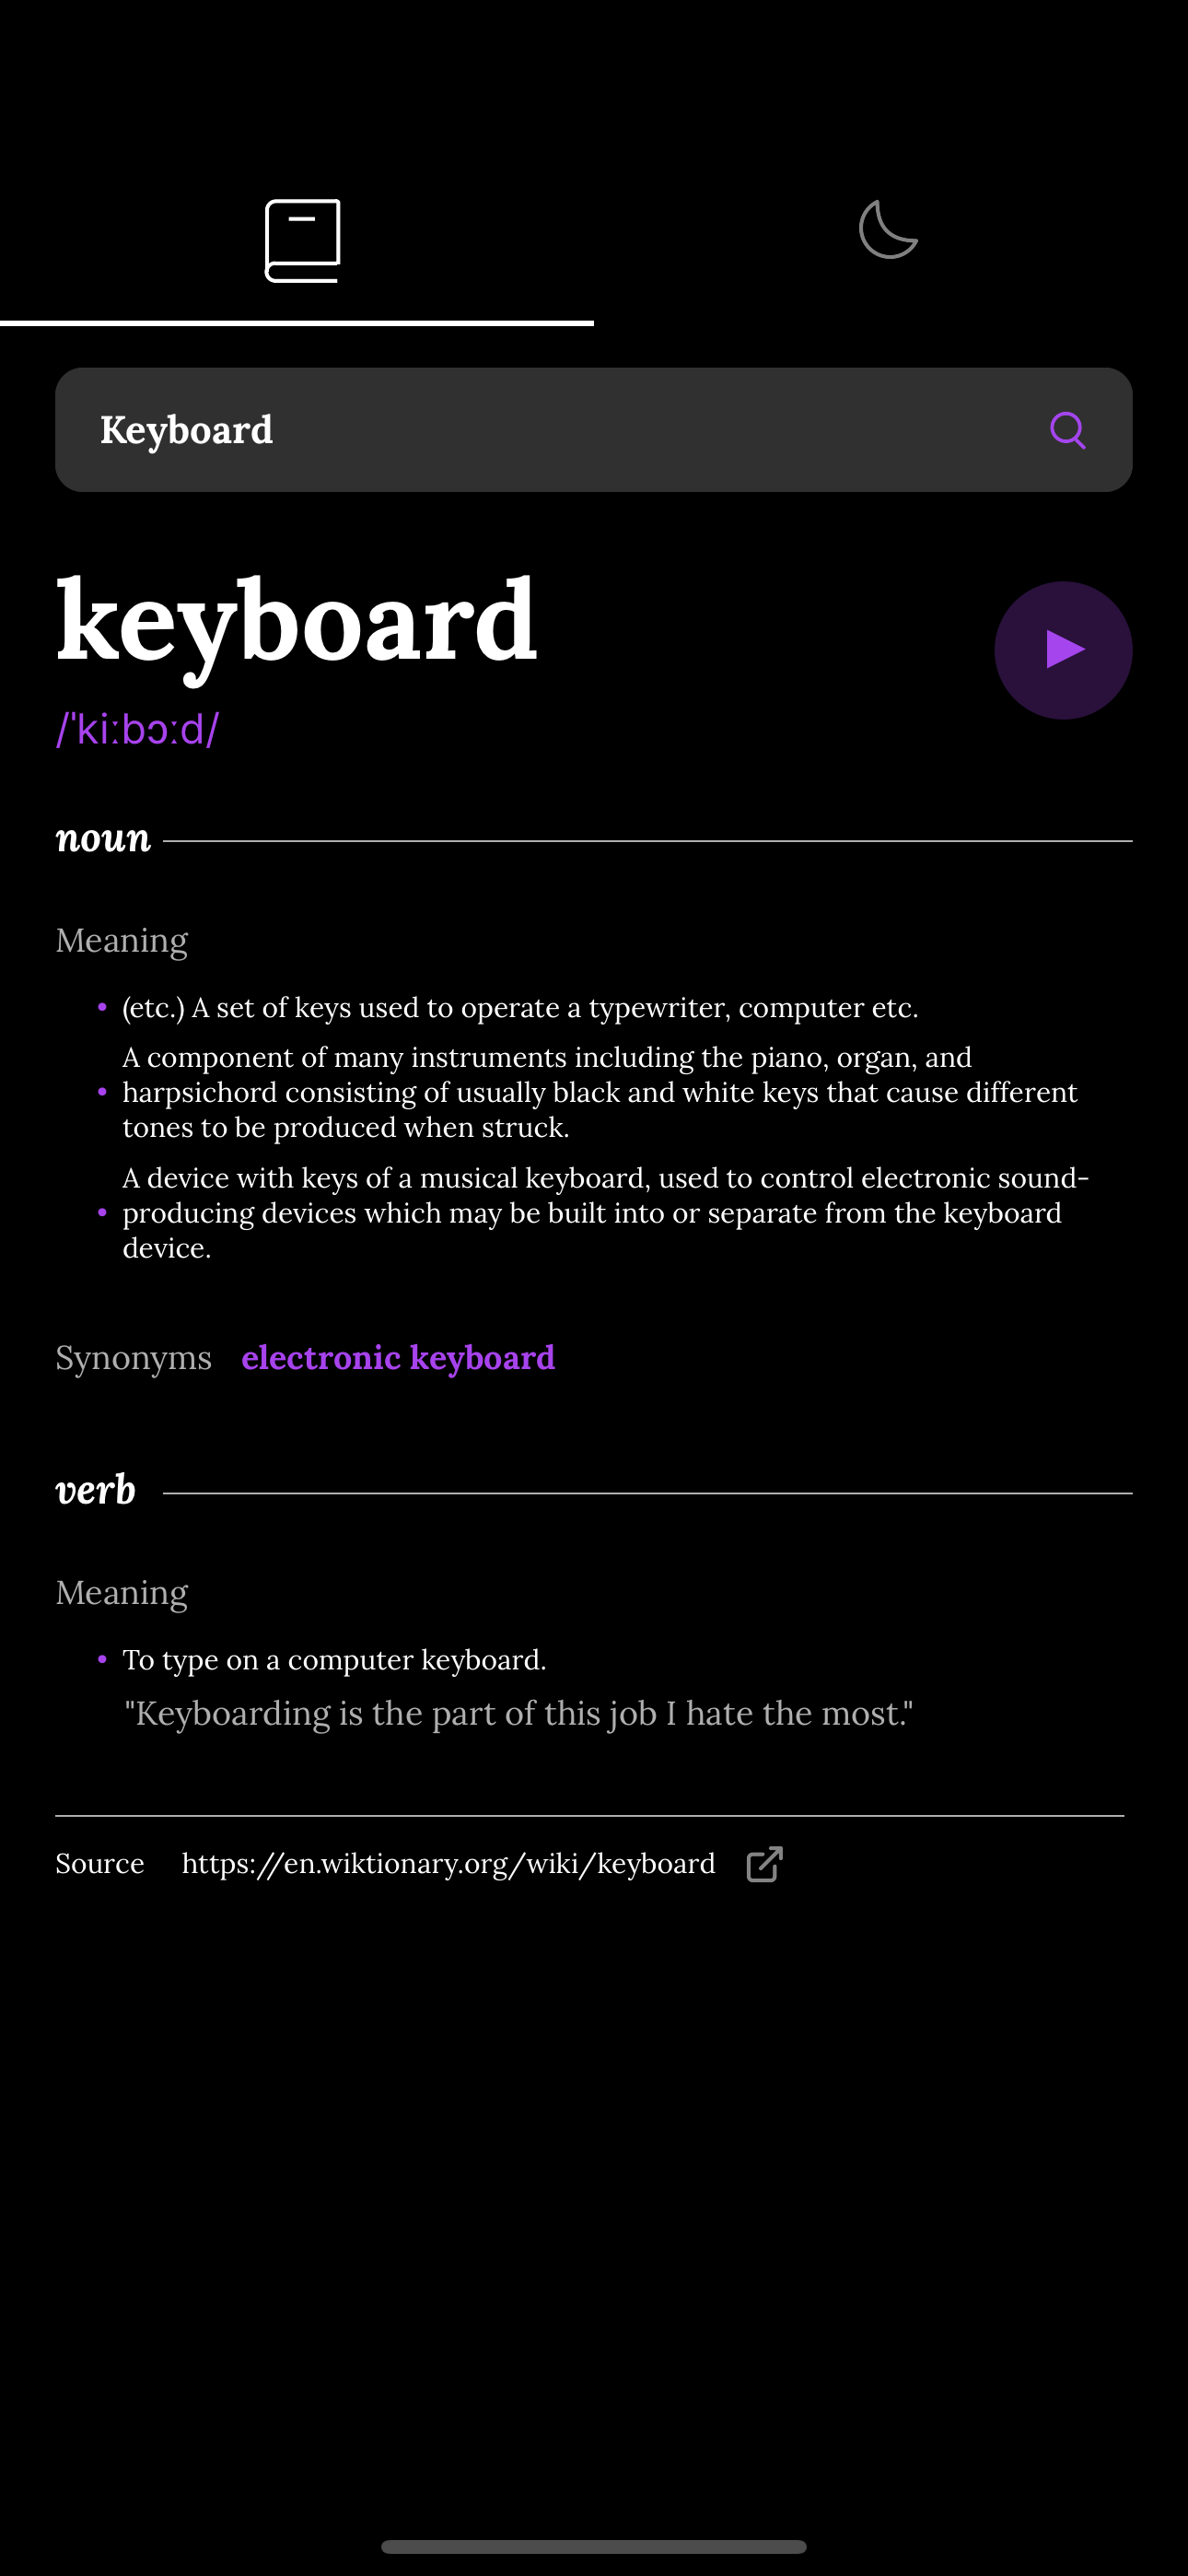 Keyboard
keyboard
/ˈkiːbɔːd/
noun
Meaning
• (etc.) A set of keys used to operate a typewriter, computer etc.
A component of many instruments including the piano, organ, and
• harpsichord consisting of usually black and white keys that cause different
tones to be produced when struck.
A device with keys of a musical keyboard, used to control electronic sound-
• producing devices which may be built into or separate from the keyboard
device.
Synonyms electronic keyboard
verb
Meaning
• To type on a computer keyboard.
"Keyboarding is the part of this job I hate the most."
Source https://en.wiktionary.org/wiki/keyboard